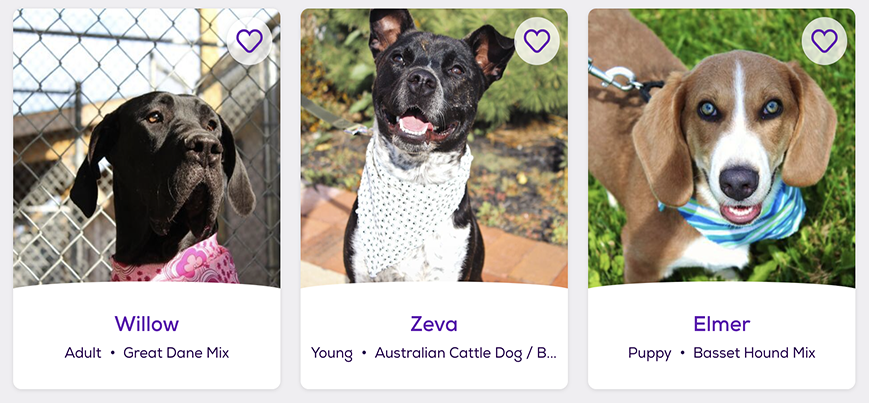 Willow
Adult • Great Dane Mix
Zeva
Young • Australian Cattle Dog / B...
Elmer
Puppy • Basset Hound Mix